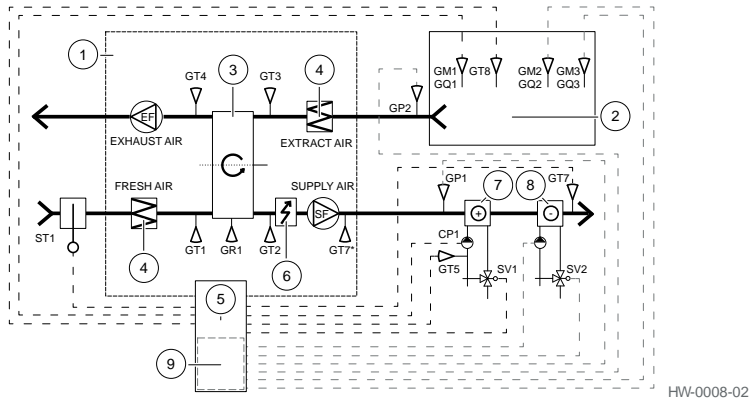 1
GT4
3
GT3
4
GM1
GQ1
GT8
GM2
GQ2
GM3
GQ3
GP2
2
EF
EXHAUST AIR
EXTRACT AIR
FRESH AIR
SUPPLY AIR
GP1
7
8
GT7
+
-
ST1
SF
CP1
4
GT1
GR1
GT2
6
GT7*
GT5
SV1
SV2
5
9
HW-0008-02